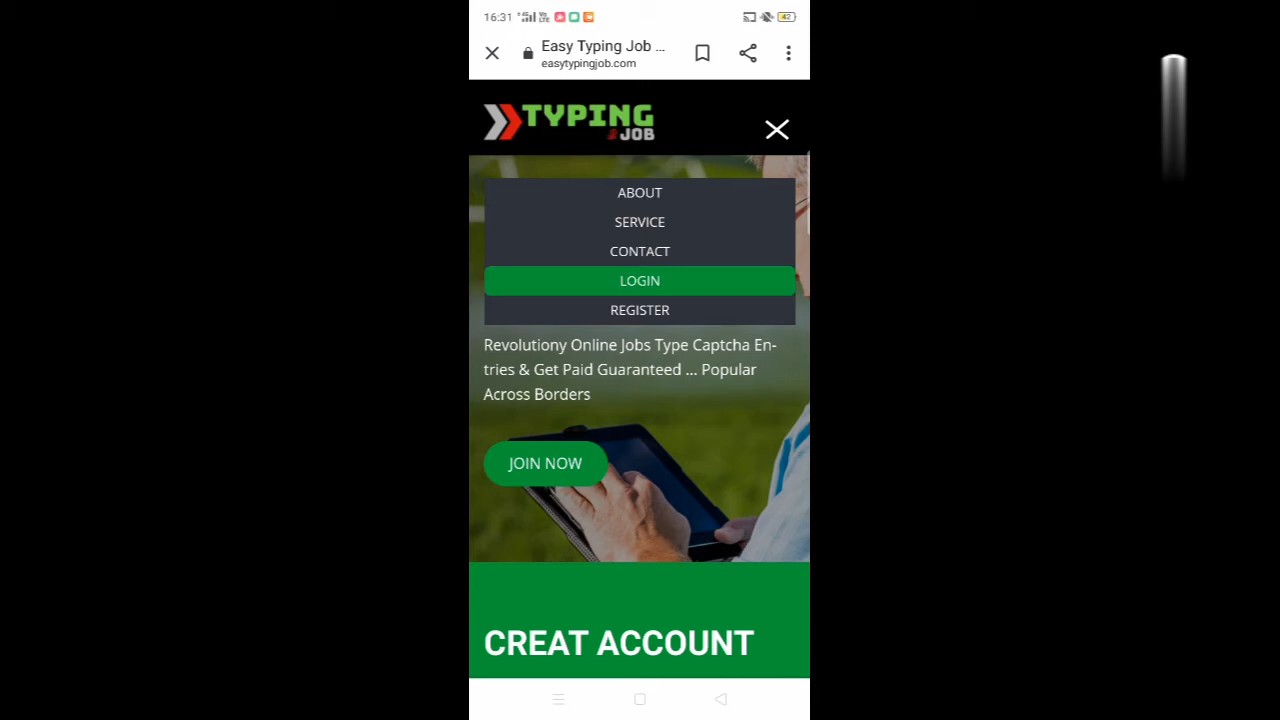 16:31
42
Easy Typing Job ...
easytypingjob.com
TYPING
JOB
ABOUT
SERVICE
CONTACT
LOGIN
REGISTER
Revolutiony Online Jobs Type Captcha En-
tries & Get Paid Guaranteed ... Popular
Across Borders
JOIN NOW
CREAT ACCOUNT